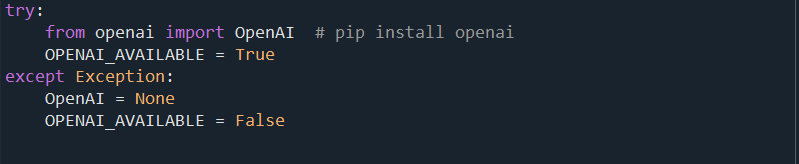 try:
    from openai import OpenAI  # pip install openai
    OPENAI_AVAILABLE = True
except Exception:
    OpenAI = None
    OPENAI_AVAILABLE = False